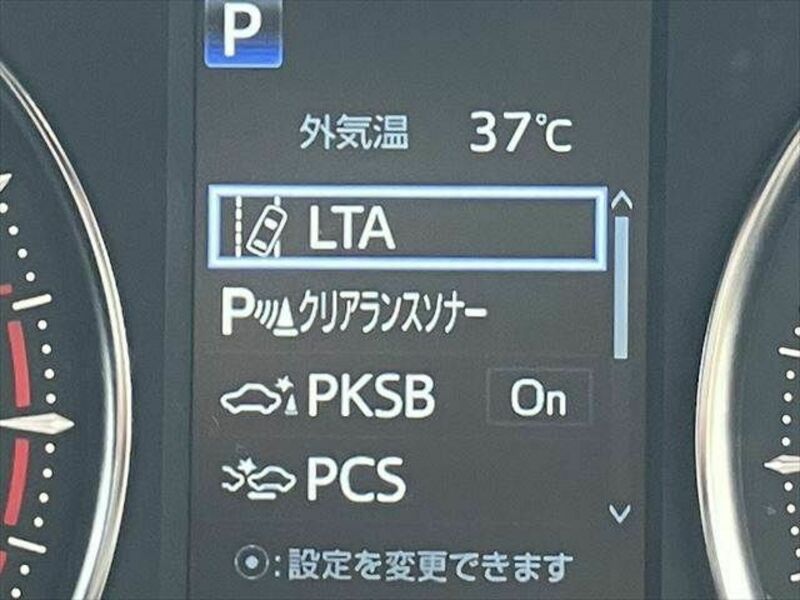 P
外気温 37℃
LTA
Pクリアランスソナー
PKSB On
PCS
:設定を変更できます